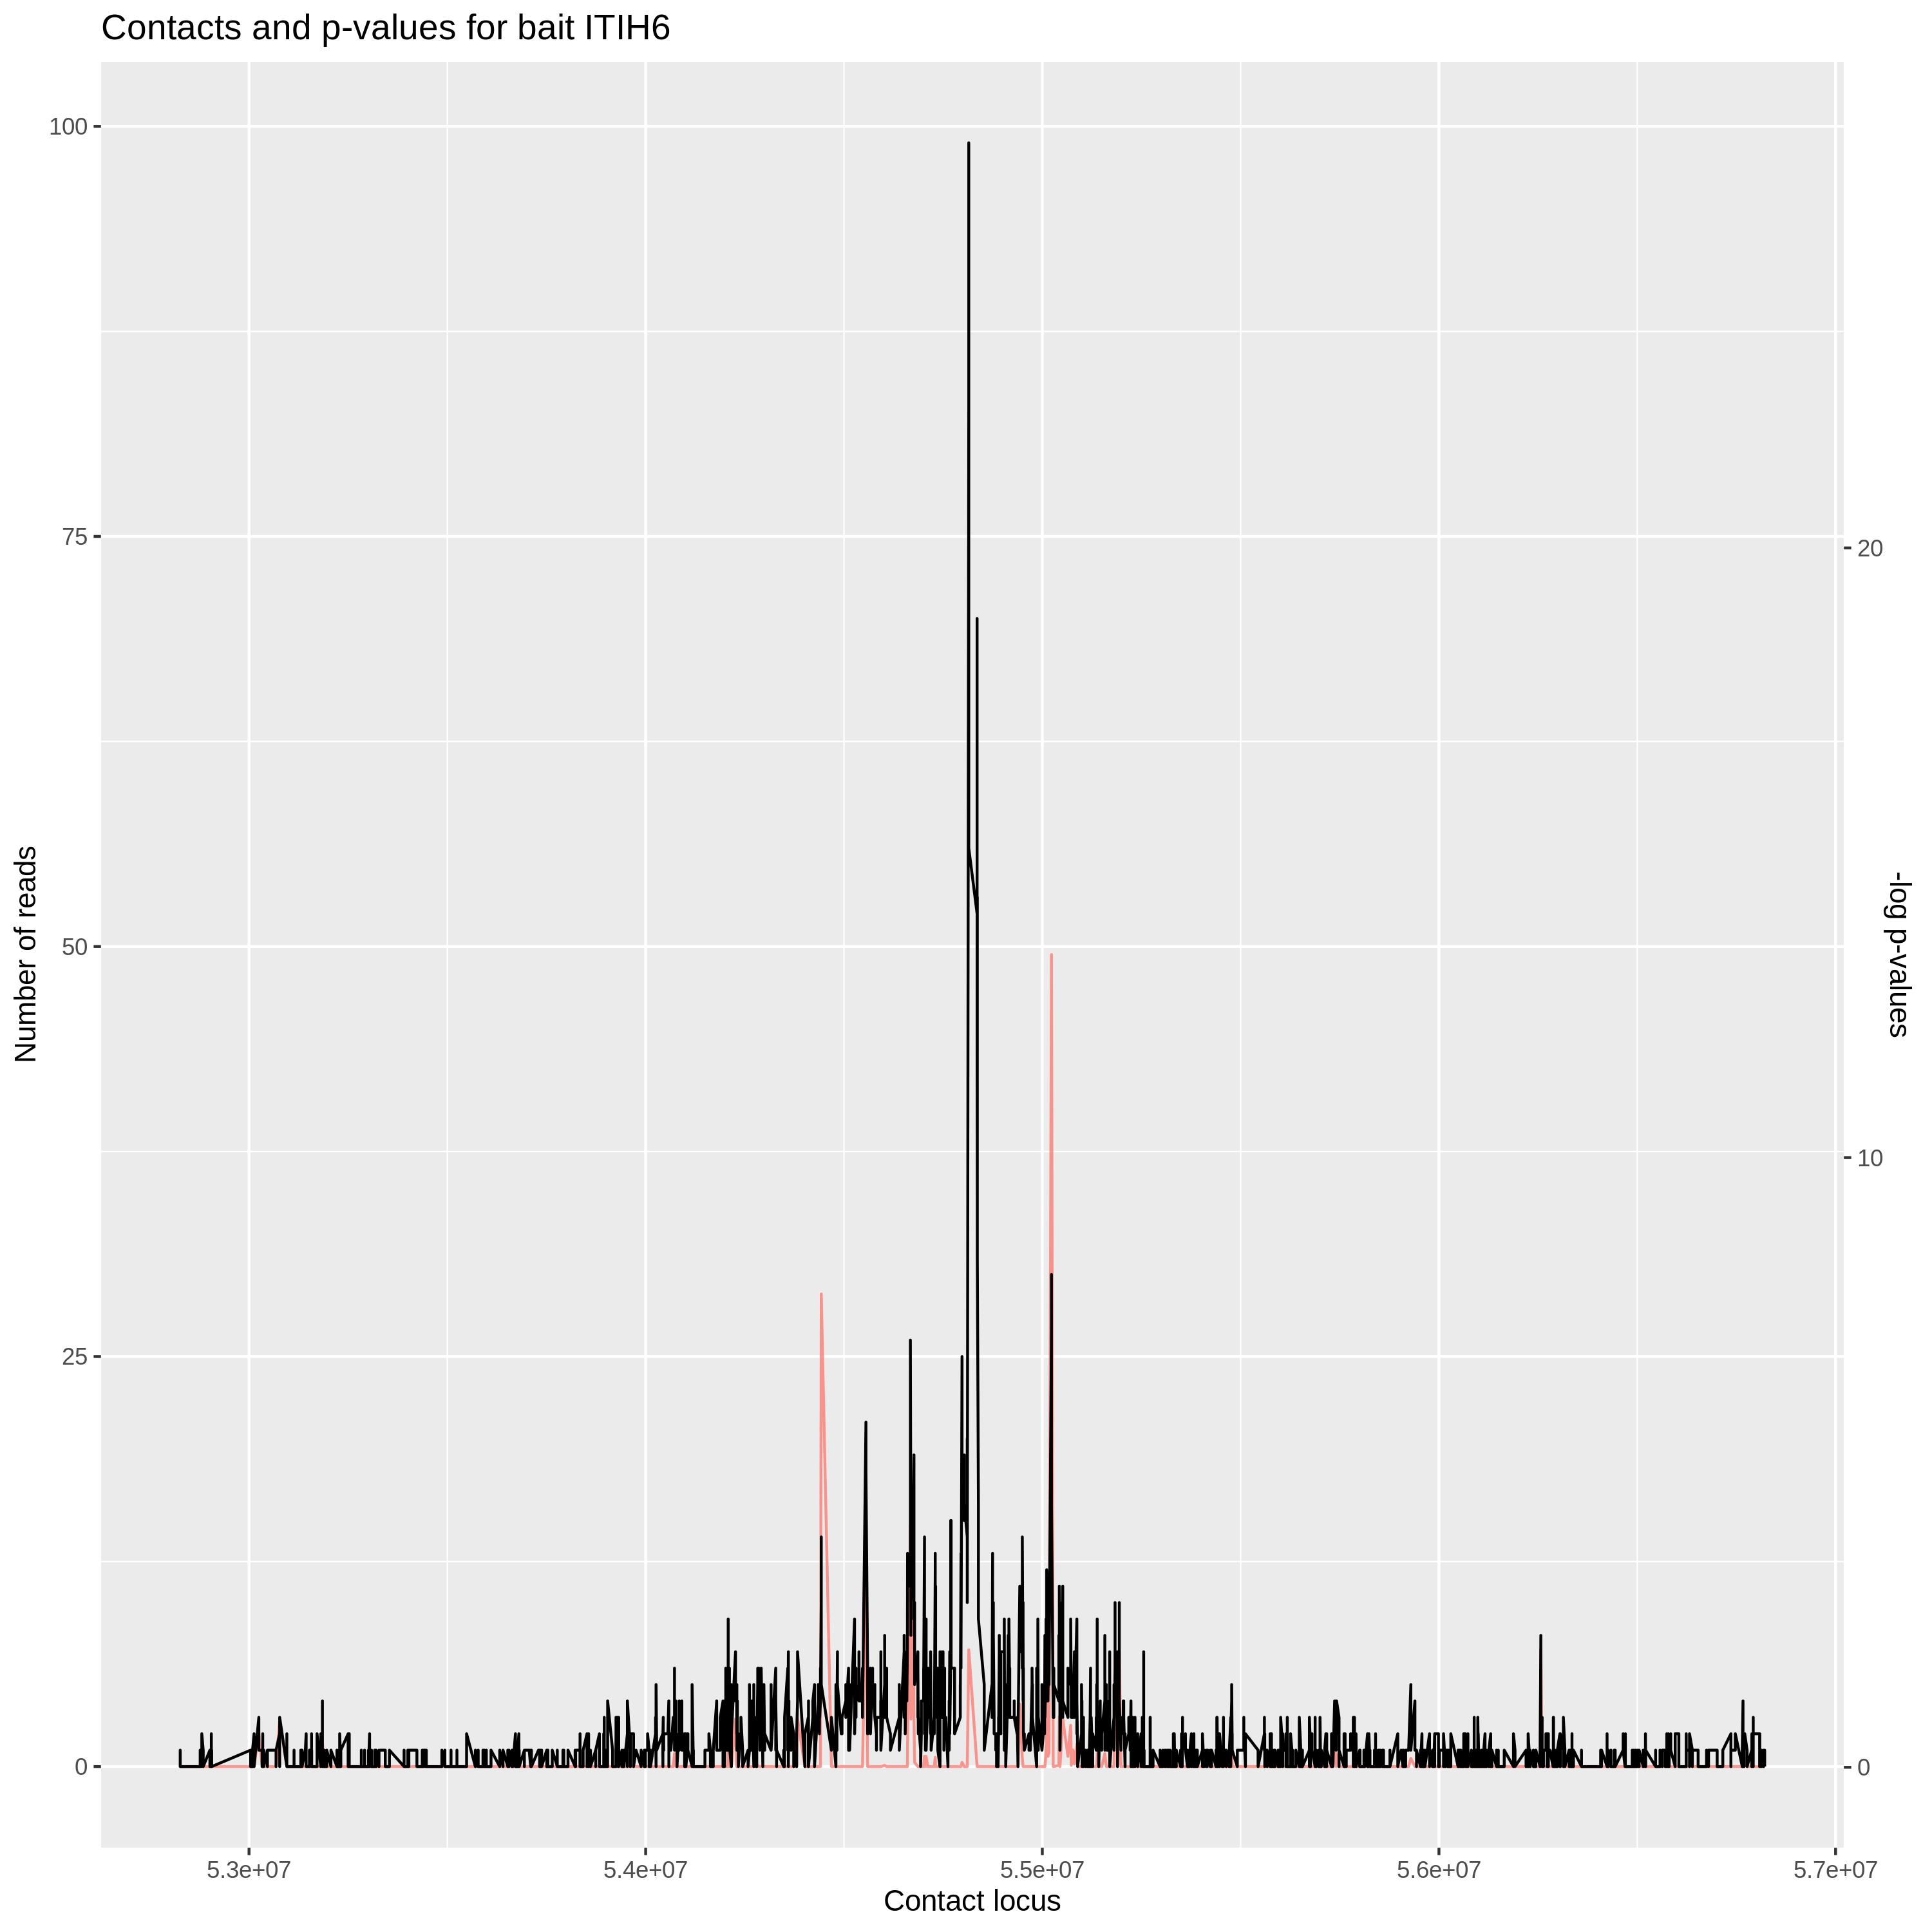 Contacts and p-values for bait ITIH6
100
75
50
25
0
Number of reads
20
10
0
-log p-values
5.3e+07
5.4e+07
5.5e+07
5.6e+07
5.7e+07
Contact locus